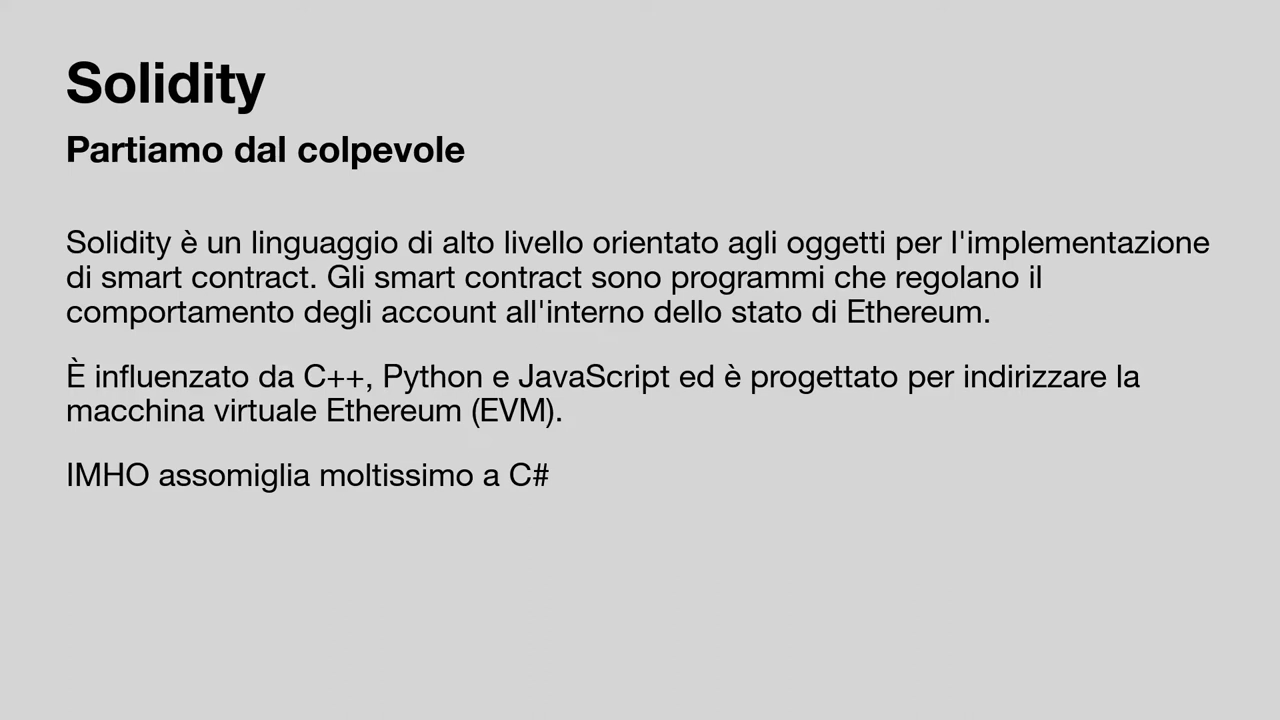 Solidity
Partiamo dal colpevole
Solidity è un linguaggio di alto livello orientato agli oggetti per l'implementazione
di smart contract. Gli smart contract sono programmi che regolano il
comportamento degli account all'interno dello stato di Ethereum.
È influenzato da C++, Python e JavaScript ed è progettato per indirizzare la
macchina virtuale Ethereum (EVM).
IMHO assomiglia moltissimo a C#